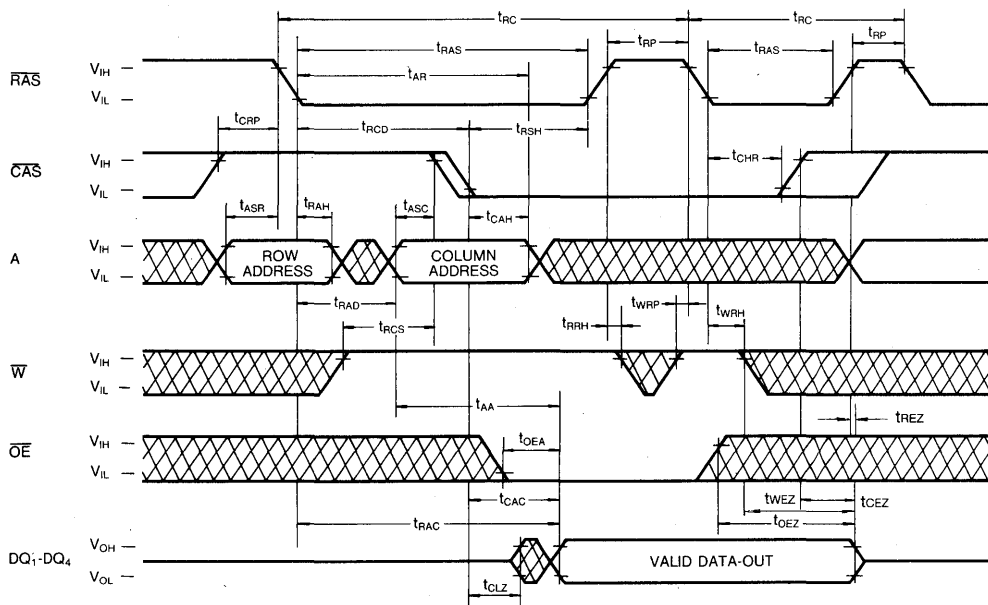 tRC tRC
tRAS tRP tRAS tRP
RAS VIH
VIL
tAR
tCRP tRCD tRSH
CAS VIH
VIL
tCHR
tASR tRAH tASC tCAH
A VIH
VIL
ROW ADDRESS
COLUMN ADDRESS
tRAD
tRCS tRRH tWRP tWRH
W VIH
VIL
tAA tREZ
OE VIH
VIL
tOEA
tCAC tWEZ tCEZ
tRAC tOEZ
DQ1-DQ4 VOH
VOL
VALID DATA-OUT
tCLZ